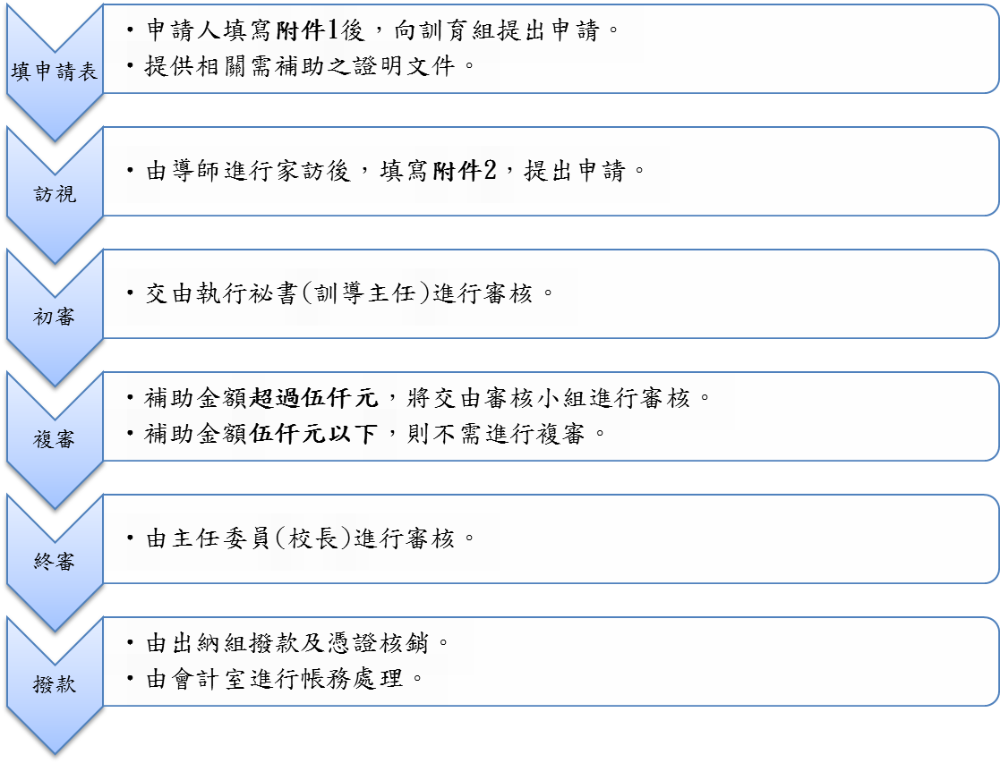 填申請表
・申請人填寫附件1後，向訓育組提出申請。
・提供相關需補助之證明文件。
訪視
・由導師進行家訪後，填寫附件2，提出申請。
初審
・交由執行祕書(訓導主任)進行審核。
複審
・補助金額超過伍仟元，將交由審核小組進行審核。
・補助金額伍仟元以下，則不需進行複審。
終審
・由主任委員(校長)進行審核。
撥款
・由出納組撥款及憑證核銷。
・由會計室進行帳務處理。